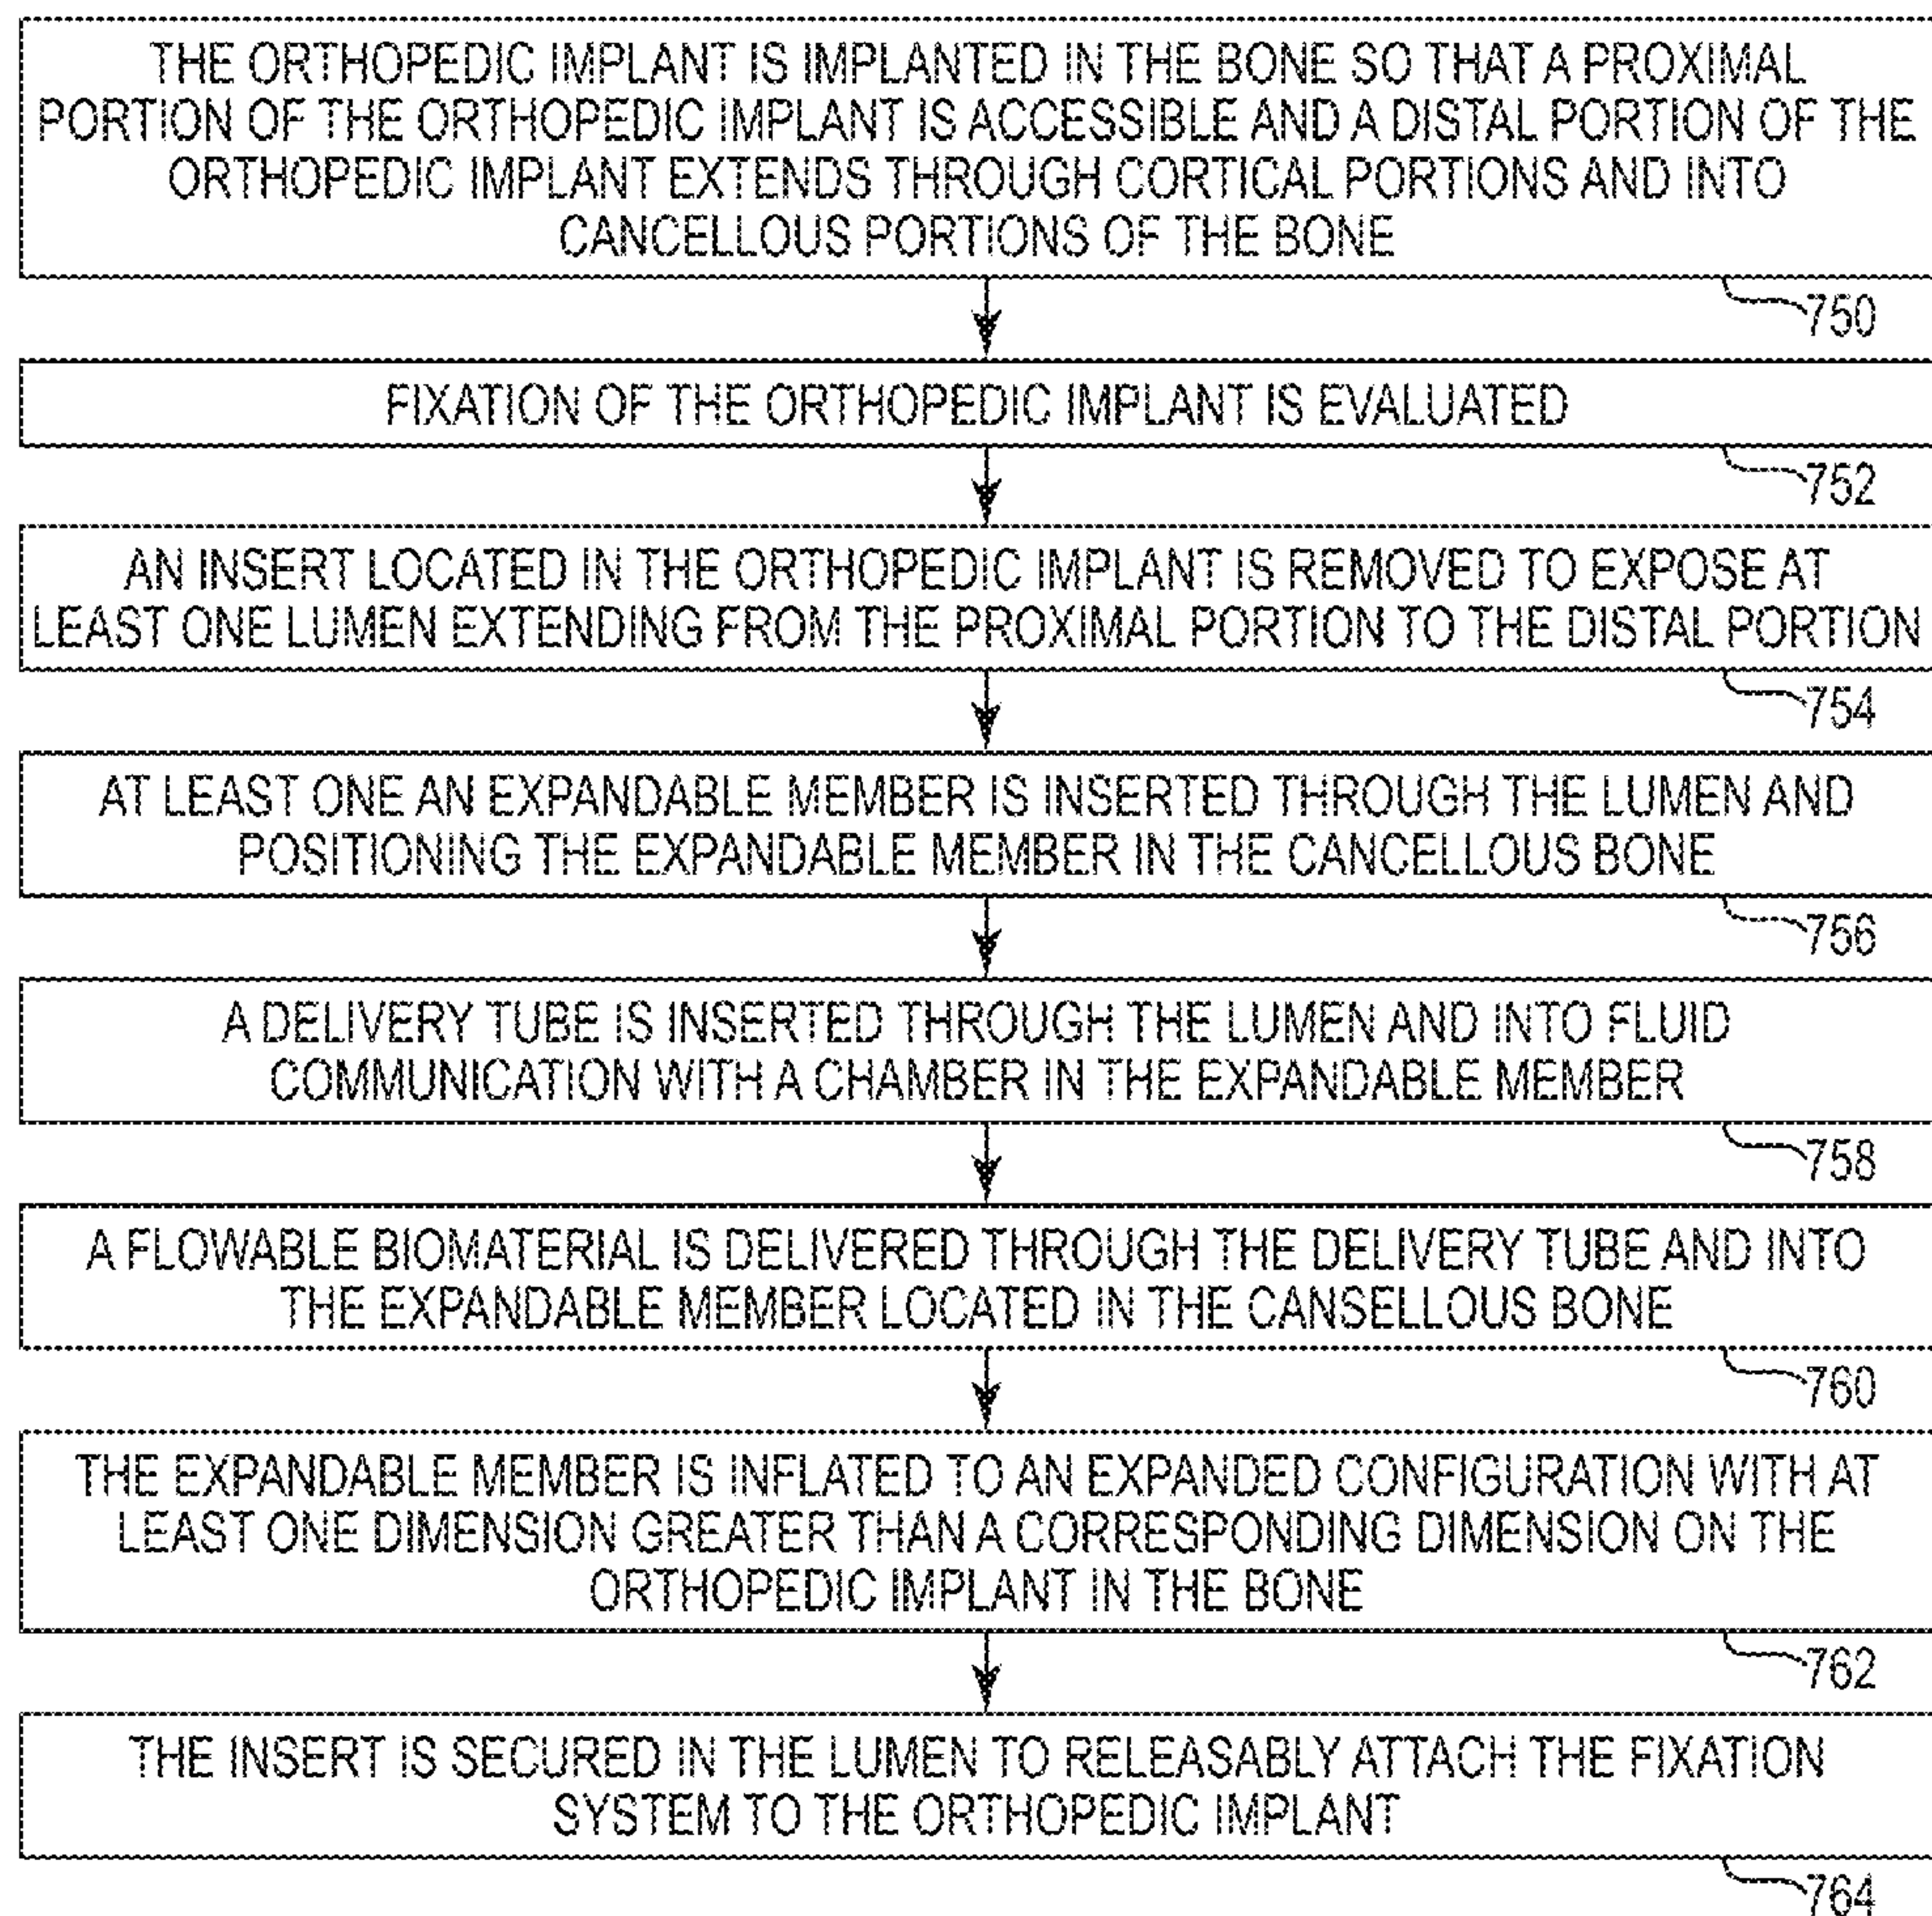 THE ORTHOPEDIC IMPLANT IS IMPLANTED IN THE BONE SO THAT A PROXIMAL
PORTION OF THE ORTHOPEDIC IMPLANT IS ACCESSIBLE AND A DISTAL PORTION OF THE
ORTHOPEDIC IMPLANT EXTENDS THROUGH CORTICAL PORTIONS AND INTO
CANCELLOUS PORTIONS OF THE BONE
750
FIXATION OF THE ORTHOPEDIC IMPLANT IS EVALUATED
752
AN INSERT LOCATED IN THE ORTHOPEDIC IMPLANT IS REMOVED TO EXPOSE AT
LEAST ONE LUMEN EXTENDING FROM THE PROXIMAL PORTION TO THE DISTAL PORTION
754
AT LEAST ONE AN EXPANDABLE MEMBER IS INSERTED THROUGH THE LUMEN AND
POSITIONING THE EXPANDABLE MEMBER IN THE CANCELLOUS BONE
756
A DELIVERY TUBE IS INSERTED THROUGH THE LUMEN AND INTO FLUID
COMMUNICATION WITH A CHAMBER IN THE EXPANDABLE MEMBER
758
A FLOWABLE BIOMATERIAL IS DELIVERED THROUGH THE DELIVERY TUBE AND INTO
THE EXPANDABLE MEMBER LOCATED IN THE CANSELLOUS BONE
760
THE EXPANDABLE MEMBER IS INFLATED TO AN EXPANDED CONFIGURATION WITH AT
LEAST ONE DIMENSION GREATER THAN A CORRESPONDING DIMENSION ON THE
ORTHOPEDIC IMPLANT IN THE BONE
762
THE INSERT IS SECURED IN THE LUMEN TO RELEASABLY ATTACH THE FIXATION
SYSTEM TO THE ORTHOPEDIC IMPLANT
764